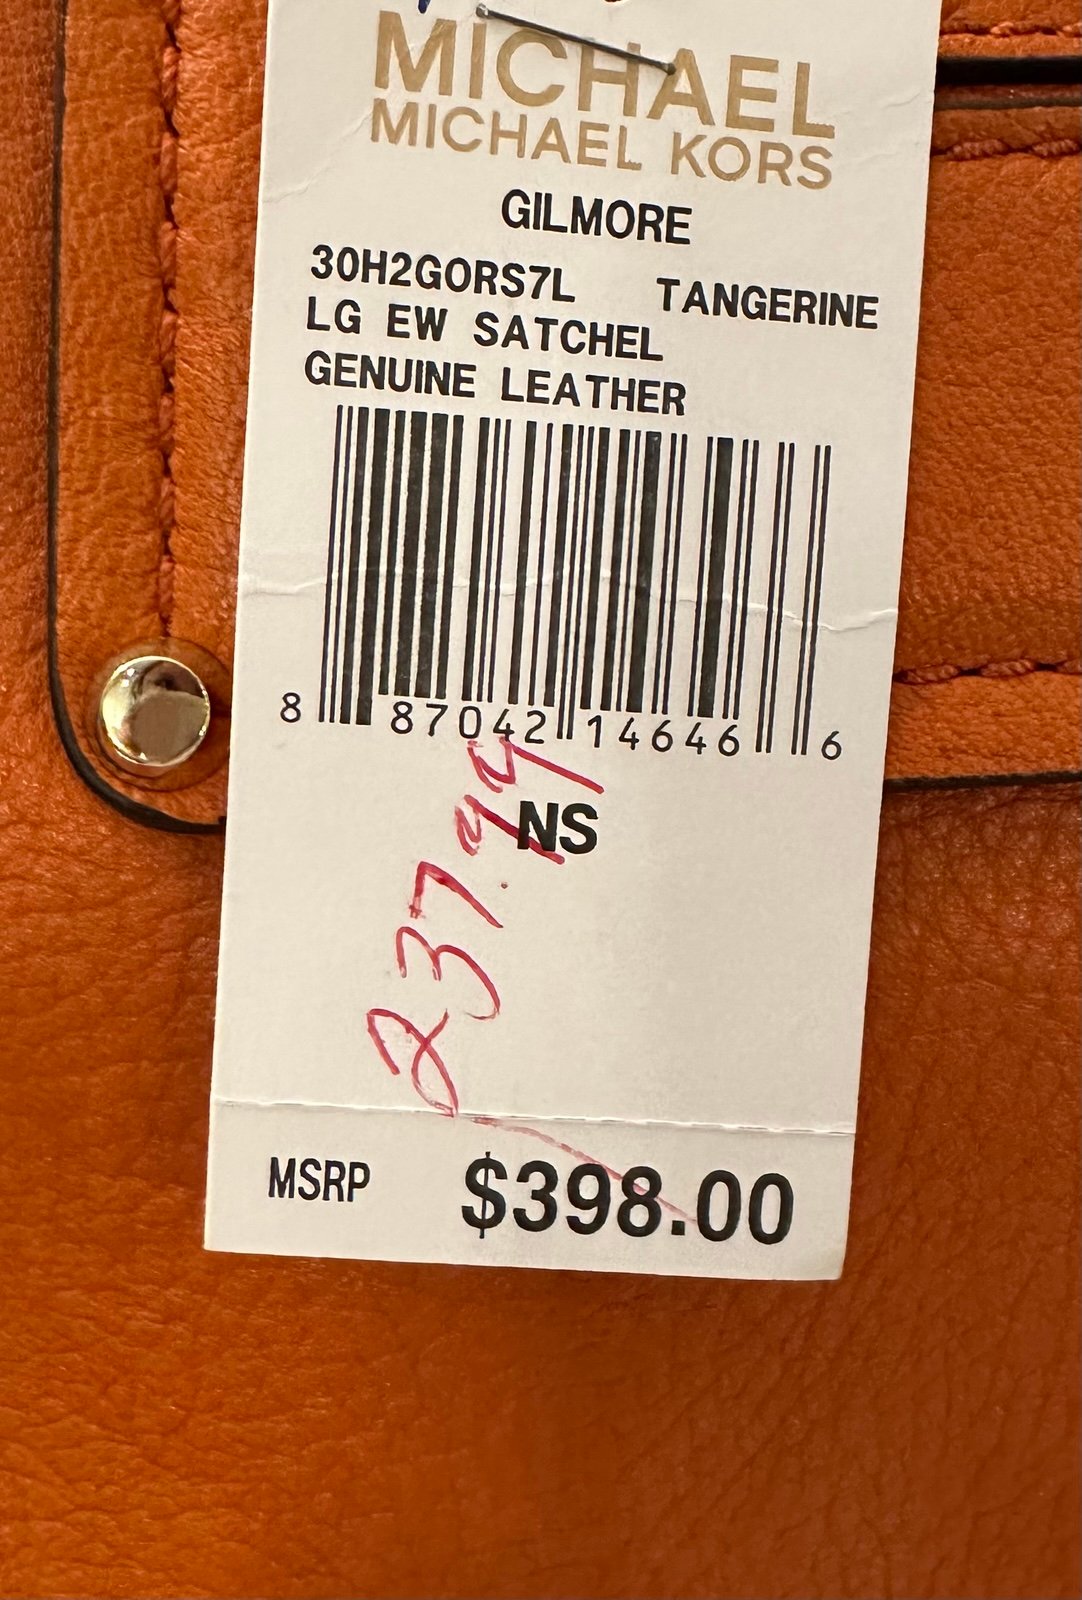 MICHAEL
MICHAEL KORS
GILMORE
30H2GORS7L TANGERINE
LG EW SATCHEL
GENUINE LEATHER
8 87042 14646 6
NS
237.99
MSRP $398.00